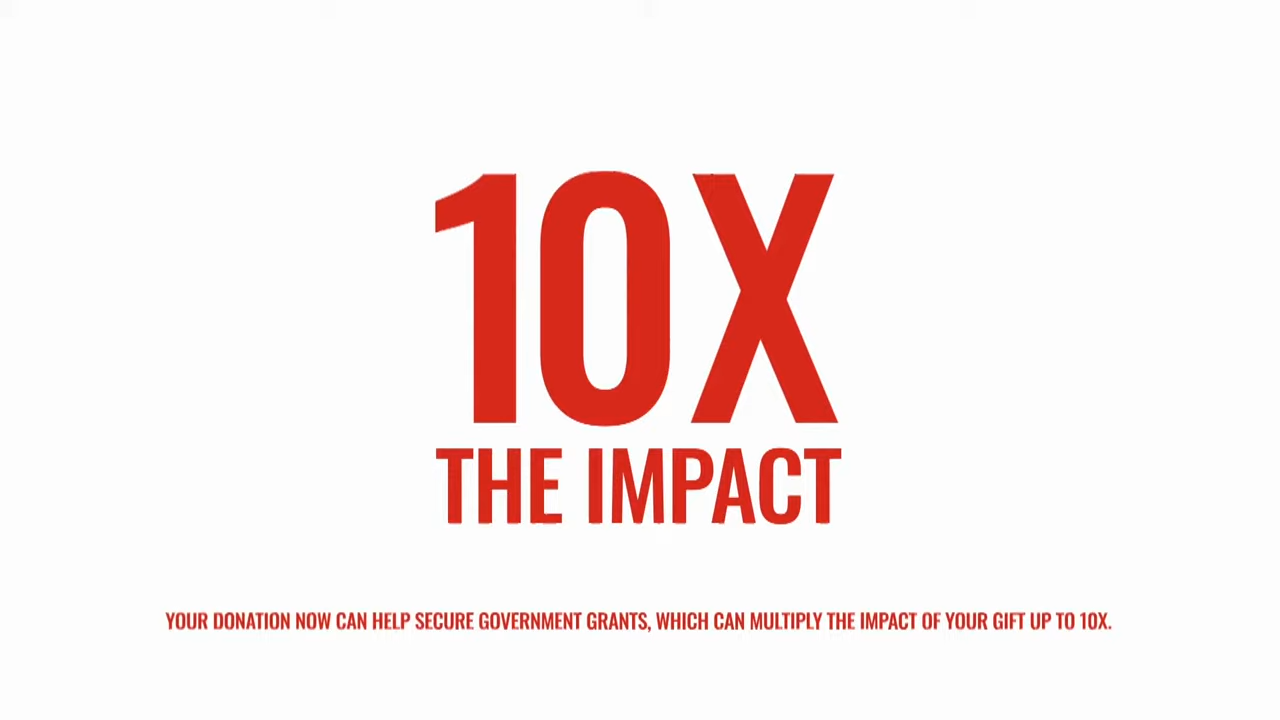 10X
THE IMPACT
YOUR DONATION NOW CAN HELP SECURE GOVERNMENT GRANTS, WHICH CAN MULTIPLY THE IMPACT OF YOUR GIFT UP TO 10X.